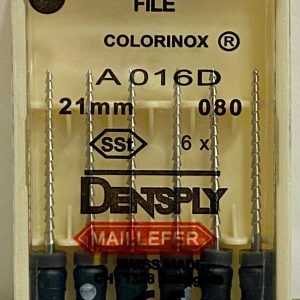 FILE
COLORINOX ®
A 016D
21mm 080
SSt 6 x
DENTSPLY
MAILLEFER